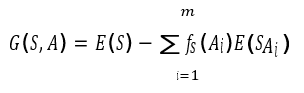 G(S, A) = E(S) − ∑_{i=1}^{m} f_S(A_i)E(S_{A_i})